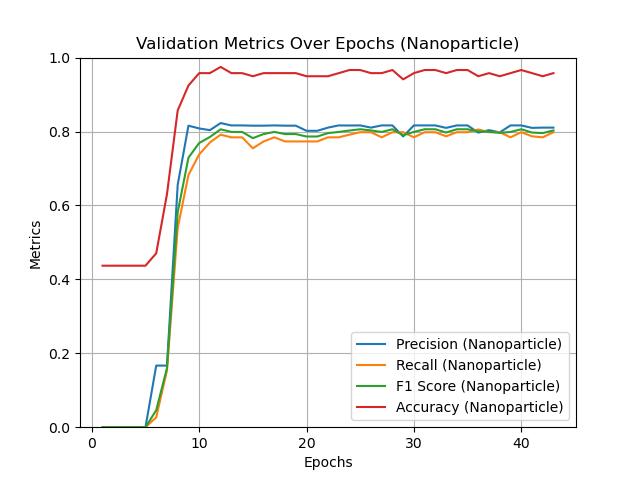 Validation Metrics Over Epochs (Nanoparticle)
1.0
0.8
0.6
0.4
0.2
0.0
Metrics
0
10
20
30
40
Epochs
Precision (Nanoparticle)
Recall (Nanoparticle)
F1 Score (Nanoparticle)
Accuracy (Nanoparticle)